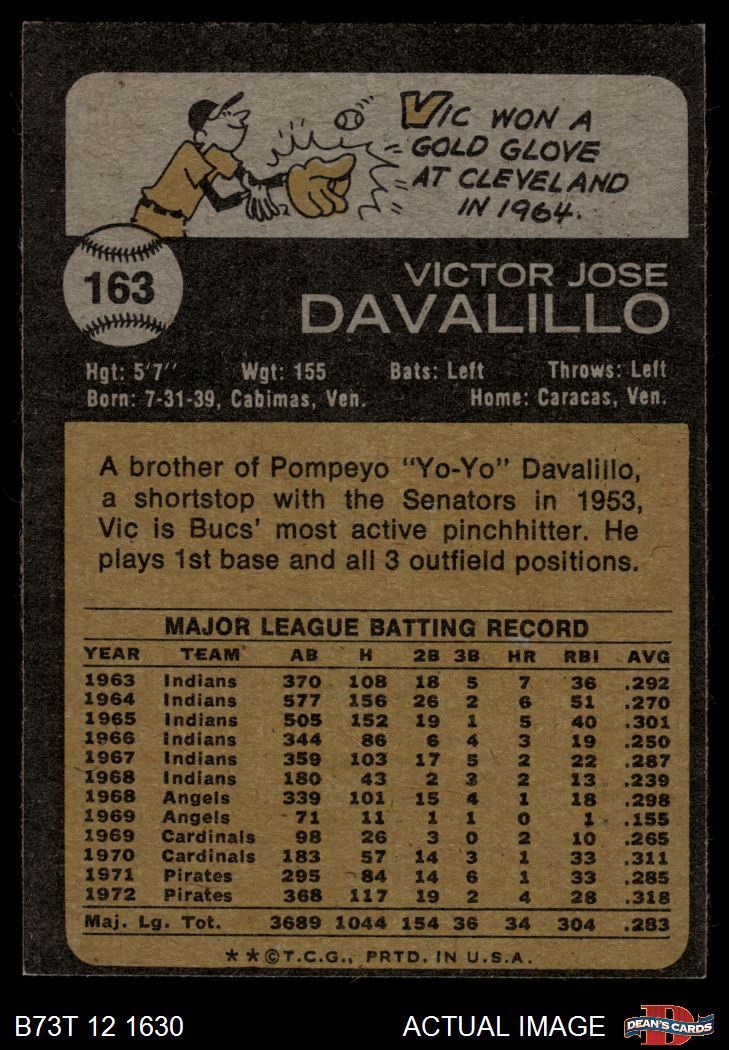 VIC WON A
GOLD GLOVE
AT CLEVELAND
IN 1964.
163
VICTOR JOSE
DAVALILLO
Hgt: 5'7" Wgt: 155 Bats: Left Throws: Left
Born: 7-31-39, Cabimas, Ven. Home: Caracas, Ven.
A brother of Pompeyo "Yo-Yo" Davalillo,
a shortstop with the Senators in 1953,
Vic is Bucs' most active pinchhitter. He
plays 1st base and all 3 outfield positions.
MAJOR LEAGUE BATTING RECORD
YEAR TEAM AB H 2B 3B HR RBI AVG
1963 Indians 370 108 18 5 7 36 .292
1964 Indians 577 156 26 2 6 51 .270
1965 Indians 505 152 19 1 5 40 .301
1966 Indians 344 86 6 4 3 19 .250
1967 Indians 359 103 17 5 2 22 .287
1968 Indians 180 43 2 3 2 13 .239
1968 Angels 339 101 15 4 1 18 .298
1969 Angels 71 11 1 1 0 1 .155
1969 Cardinals 98 26 3 0 2 10 .265
1970 Cardinals 183 57 14 3 1 33 .311
1971 Pirates 295 84 14 6 1 33 .285
1972 Pirates 368 117 19 2 4 28 .318
Maj. Lg. Tot. 3689 1044 154 36 34 304 .283
**©T.C.G., PRTD. IN U.S.A.
B73T 12 1630 ACTUAL IMAGE D DEAN'S CARDS